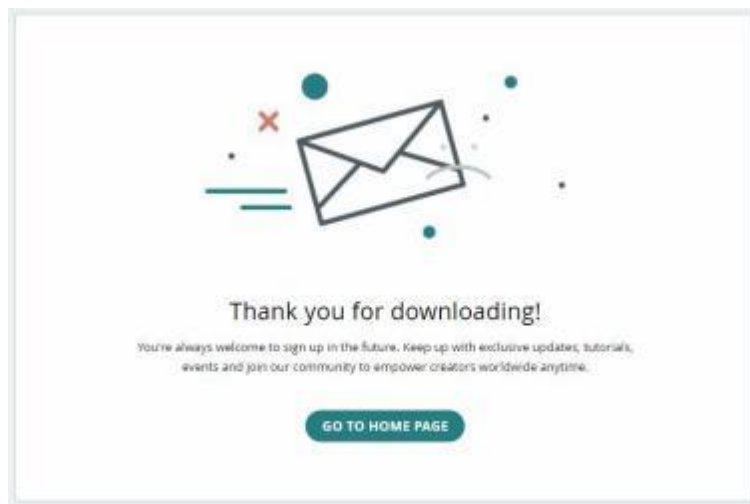 Thank you for downloading!
You're always welcome to sign up in the future. Keep up with exclusive updates, tutorials,
events and join our community to empower creators worldwide anytime.
GO TO HOME PAGE